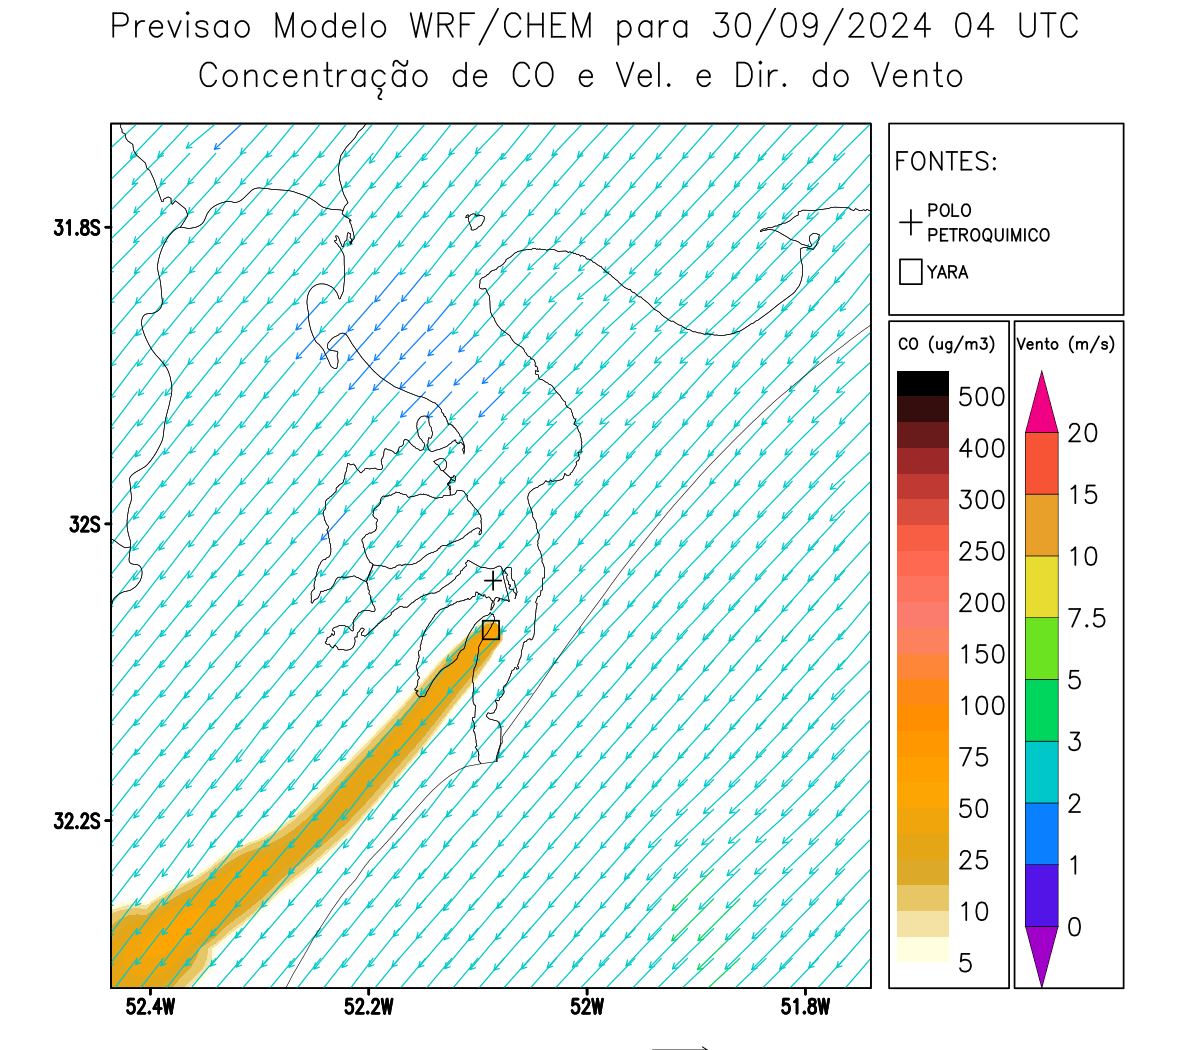 Previsao Modelo WRF/CHEM para 30/09/2024 04 UTC
Concentração de CO e Vel. e Dir. do Vento
FONTES:
POLO
PETROQUIMICO
YARA
CO (ug/m3)
500
400
300
250
200
150
100
75
50
25
10
5
Vento (m/s)
20
15
10
7.5
5
3
2
1
0
31.8S
32S
32.2S
52.4W
52.2W
52W
51.8W